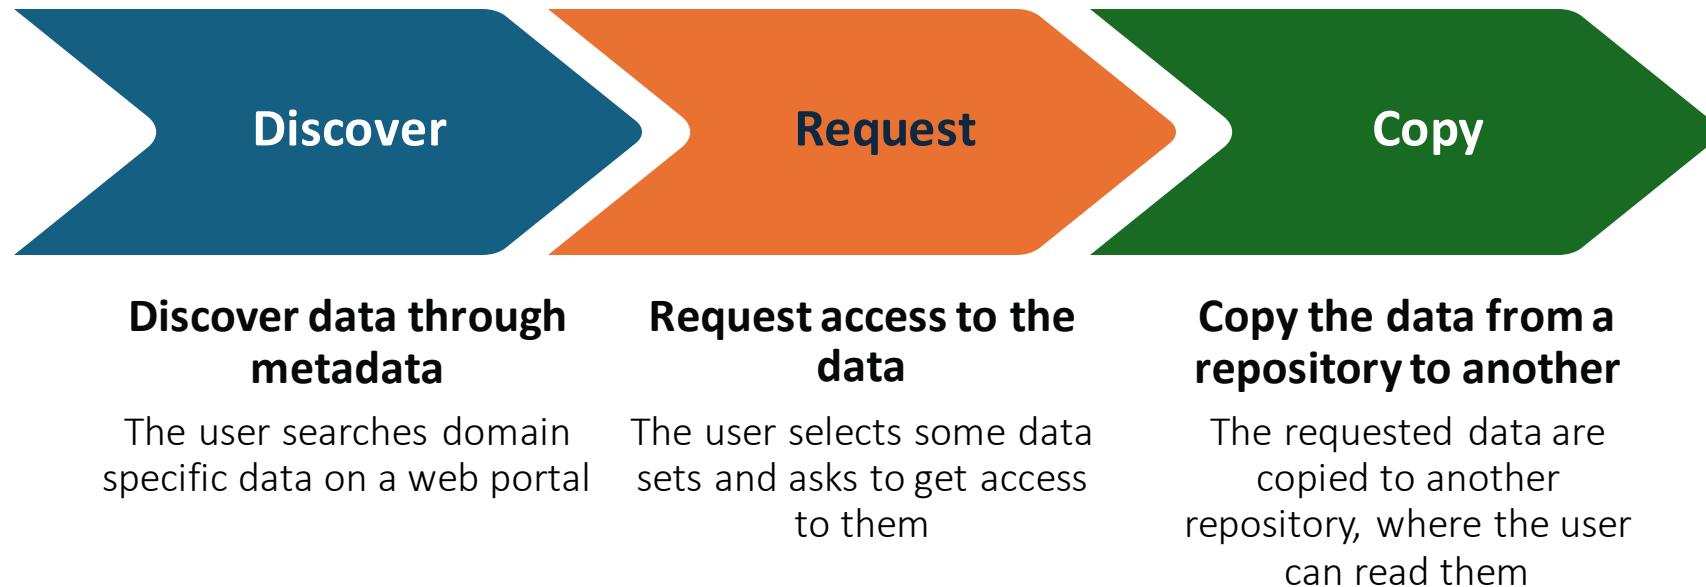 Discover
Request
Copy
Discover data through
metadata
The user searches domain
specific data on a web portal
Request access to the
data
The user selects some data
sets and asks to get access
to them
Copy the data from a
repository to another
The requested data are
copied to another
repository, where the user
can read them